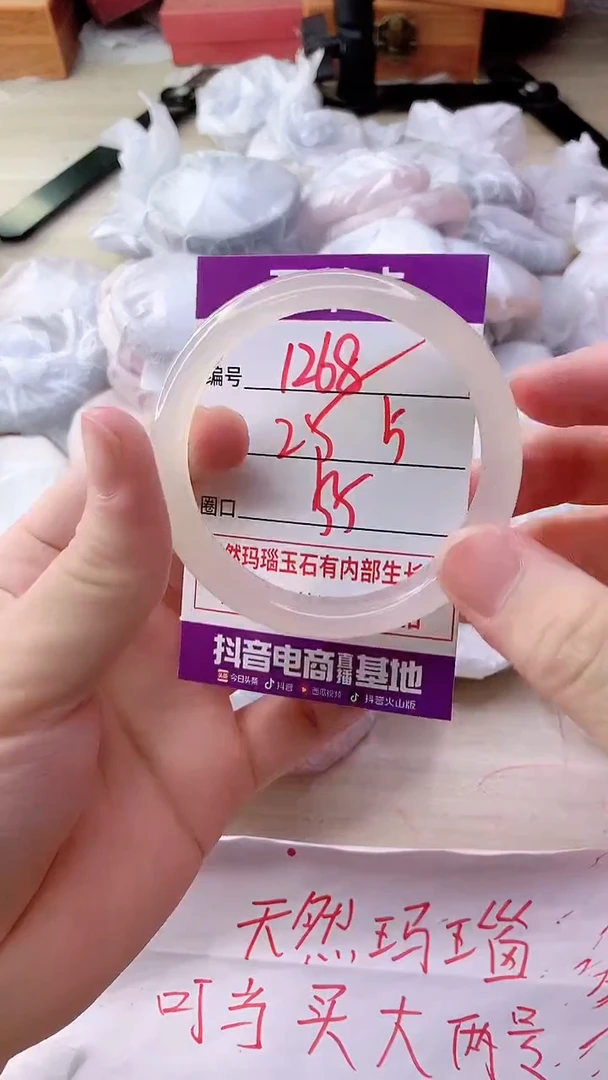 编号 1268
25 5
圈口 55
然玛瑙玉石有内部生长
抖音电商直播基地
今日头条 抖音 西瓜视频 抖音火山版
天然玛瑙
叮当买大两号